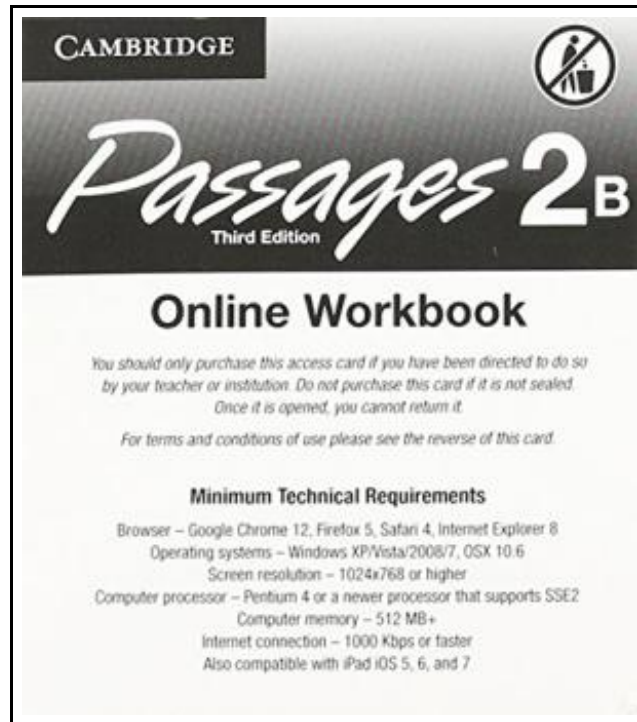 CAMBRIDGE
Passages 2B
Third Edition
Online Workbook
You should only purchase this access card if you have been directed to do so
by your teacher or institution. Do not purchase this card if it is not sealed.
Once it is opened, you cannot return it.
For terms and conditions of use please see the reverse of this card.
Minimum Technical Requirements
Browser – Google Chrome 12, Firefox 5, Safari 4, Internet Explorer 8
Operating systems – Windows XP/Vista/2008/7, OSX 10.6
Screen resolution – 1024x768 or higher
Computer processor – Pentium 4 or a newer processor that supports SSE2
Computer memory – 512 MB+
Internet connection – 1000 Kbps or faster
Also compatible with iPad iOS 5, 6, and 7